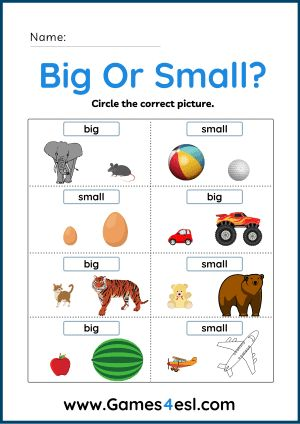 Name:
Big Or Small?
Circle the correct picture.
big
small
small
big
big
small
big
small
www.Games4esl.com